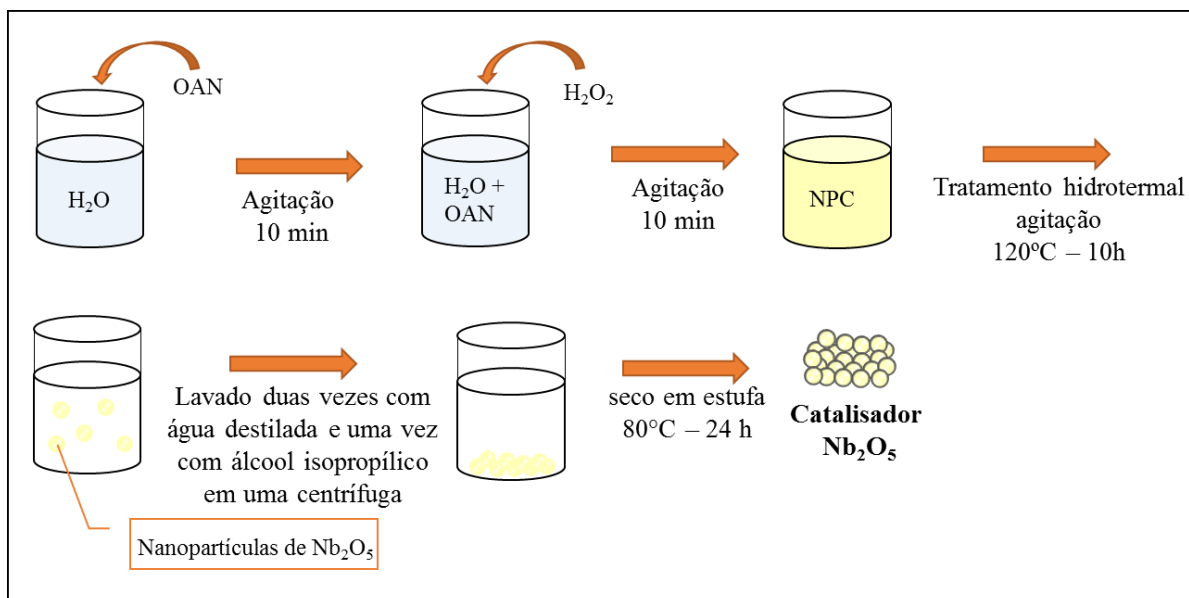 OAN
H₂O
Agitação
10 min
H₂O₂
H₂O +
OAN
Agitação
10 min
NPC
Tratamento hidrotermal
agitação
120ºC – 10h
Lavado duas vezes com
água destilada e uma vez
com álcool isopropílico
em uma centrífuga
Nanopartículas de Nb₂O₅
seco em estufa
80°C – 24 h
Catalisador
Nb₂O₅